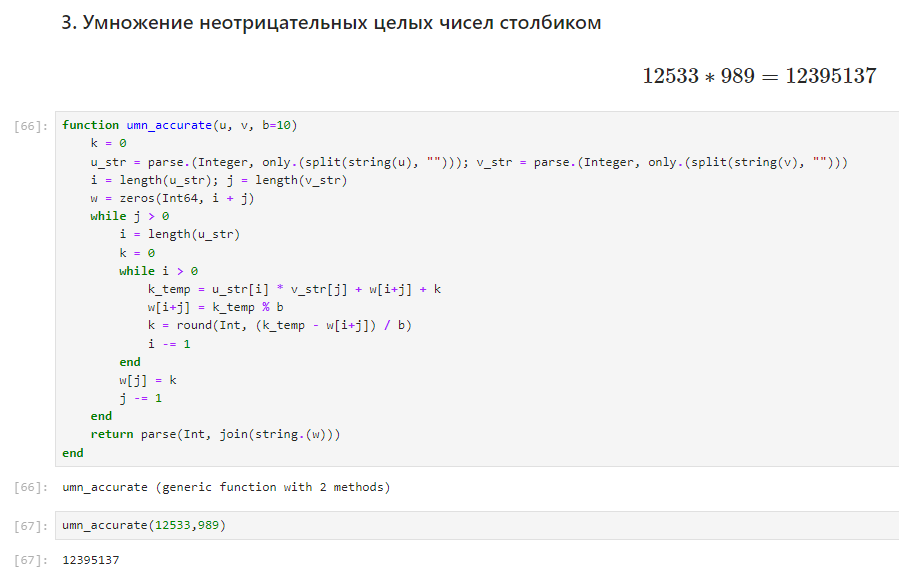 3. Умножение неотрицательных целых чисел столбиком
12533 ∗ 989 = 12395137
[66]: function umn_accurate(u, v, b=10)
    k = 0
    u_str = parse.(Integer, only.(split(string(u), ""))); v_str = parse.(Integer, only.(split(string(v), "")))
    i = length(u_str); j = length(v_str)
    w = zeros(Int64, i + j)
    while j > 0
        i = length(u_str)
        k = 0
        while i > 0
            k_temp = u_str[i] * v_str[j] + w[i+j] + k
            w[i+j] = k_temp % b
            k = round(Int, (k_temp - w[i+j]) / b)
            i -= 1
        end
        w[j] = k
        j -= 1
    end
    return parse(Int, join(string.(w)))
end
[66]: umn_accurate (generic function with 2 methods)
[67]: umn_accurate(12533,989)
[67]: 12395137